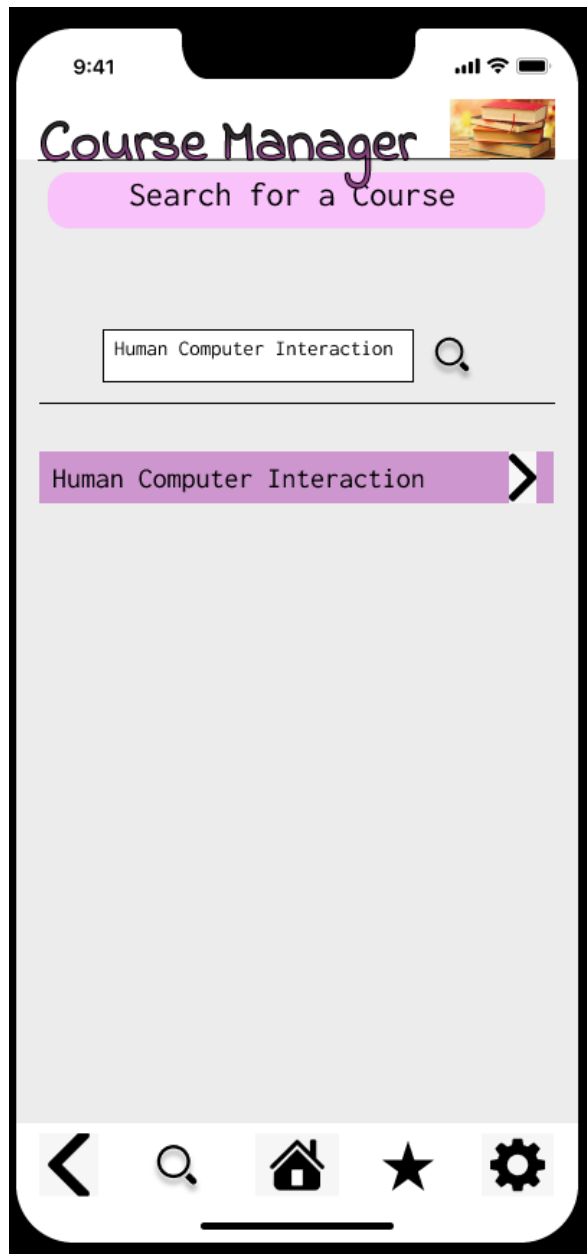 9:41
Course Manager
Search for a Course
Human Computer Interaction
Human Computer Interaction